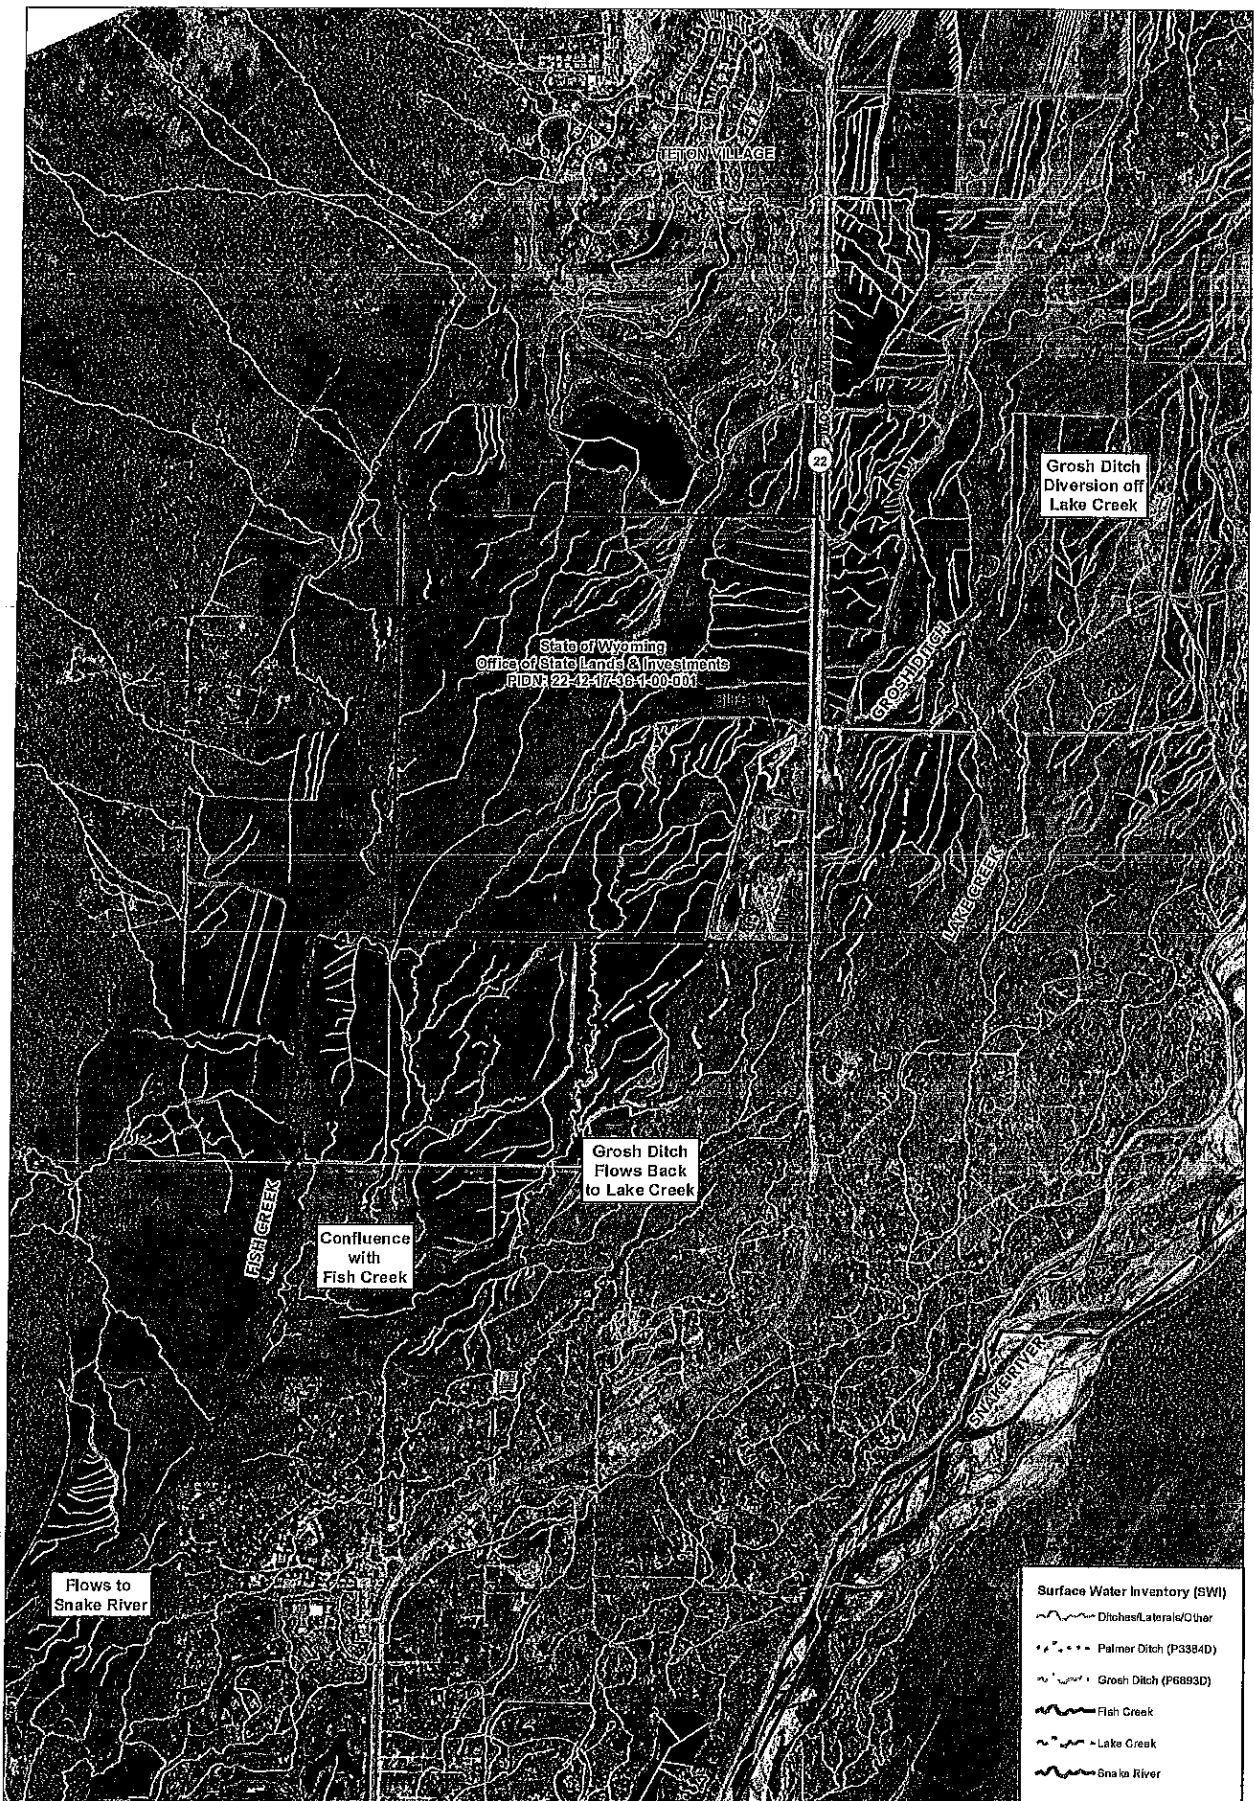 TETON VILLAGE
22
Grosh Ditch
Diversion off
Lake Creek
State of Wyoming
Office of State Lands & Investments
PIDN: 22-42-17-36-1-00-001
GROSH DITCH
LAKE CREEK
Grosh Ditch
Flows Back
to Lake Creek
FISH CREEK
Confluence
with
Fish Creek
SNAKE RIVER
Flows to
Snake River
Surface Water Inventory (SWI)
Ditches/Laterals/Other
Palmer Ditch (P3384D)
Grosh Ditch (P6893D)
Fish Creek
Lake Creek
Snake River